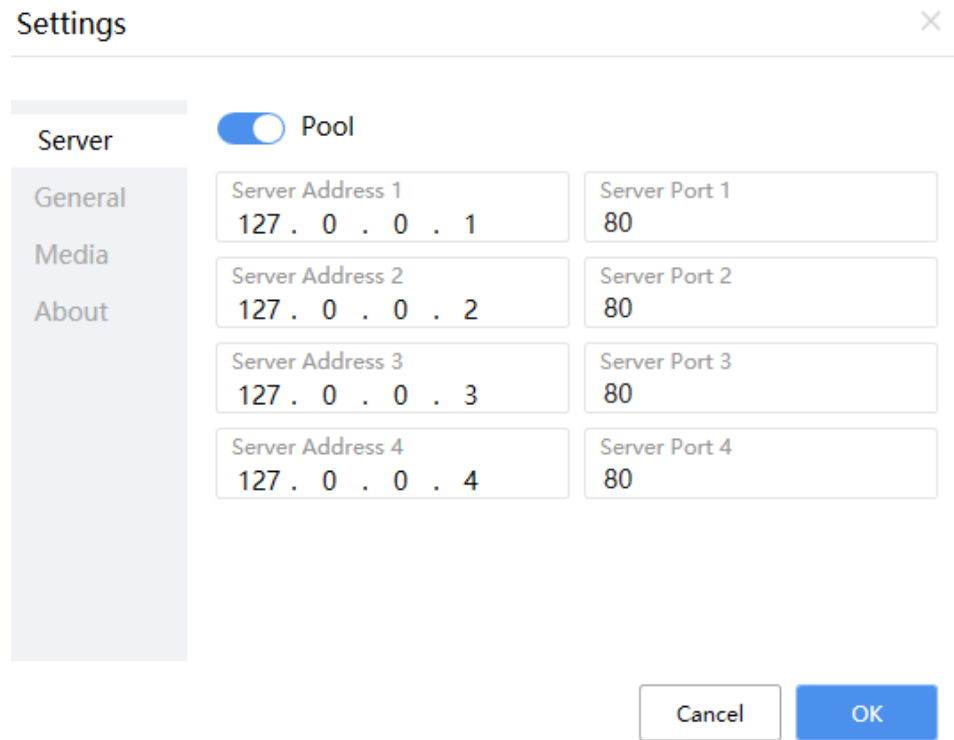 Settings
Server
General
Media
About
Pool
Server Address 1
127 . 0 . 0 . 1
Server Port 1
80
Server Address 2
127 . 0 . 0 . 2
Server Port 2
80
Server Address 3
127 . 0 . 0 . 3
Server Port 3
80
Server Address 4
127 . 0 . 0 . 4
Server Port 4
80
Cancel
OK